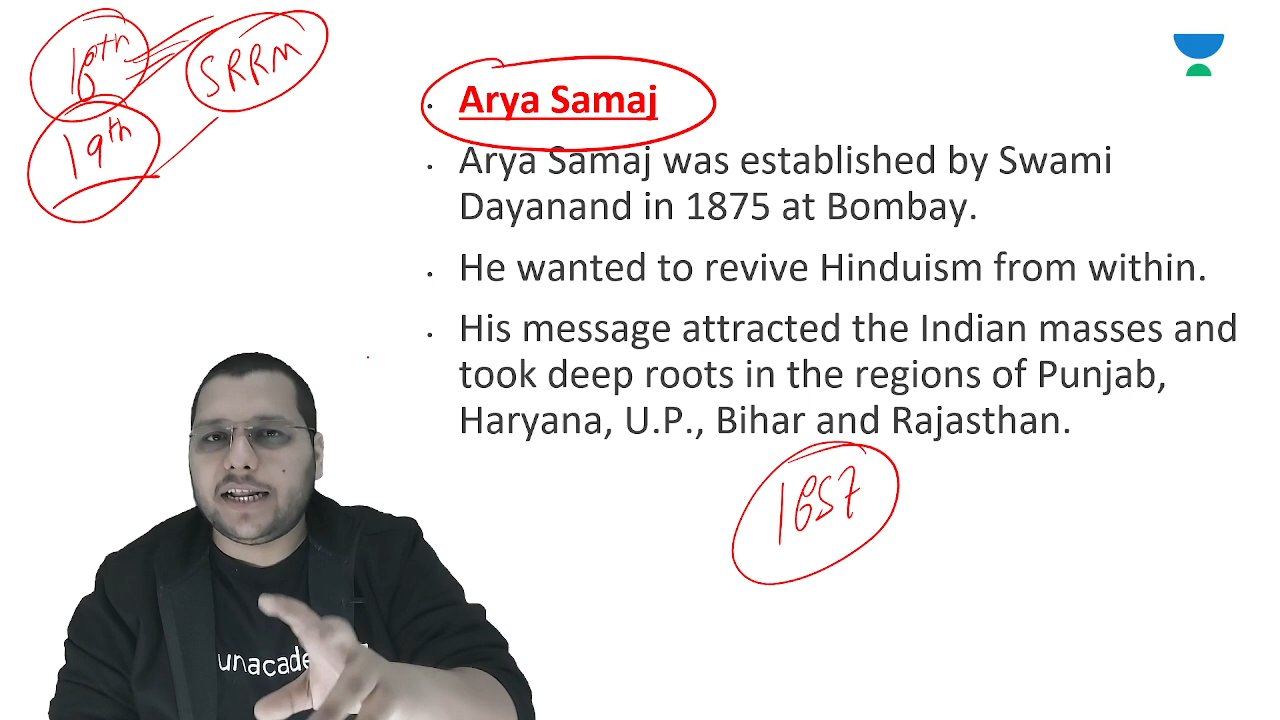 18th
SRRM
19th
Arya Samaj
Arya Samaj was established by Swami
Dayanand in 1875 at Bombay.
He wanted to revive Hinduism from within.
His message attracted the Indian masses and
took deep roots in the regions of Punjab,
Haryana, U.P., Bihar and Rajasthan.
1857